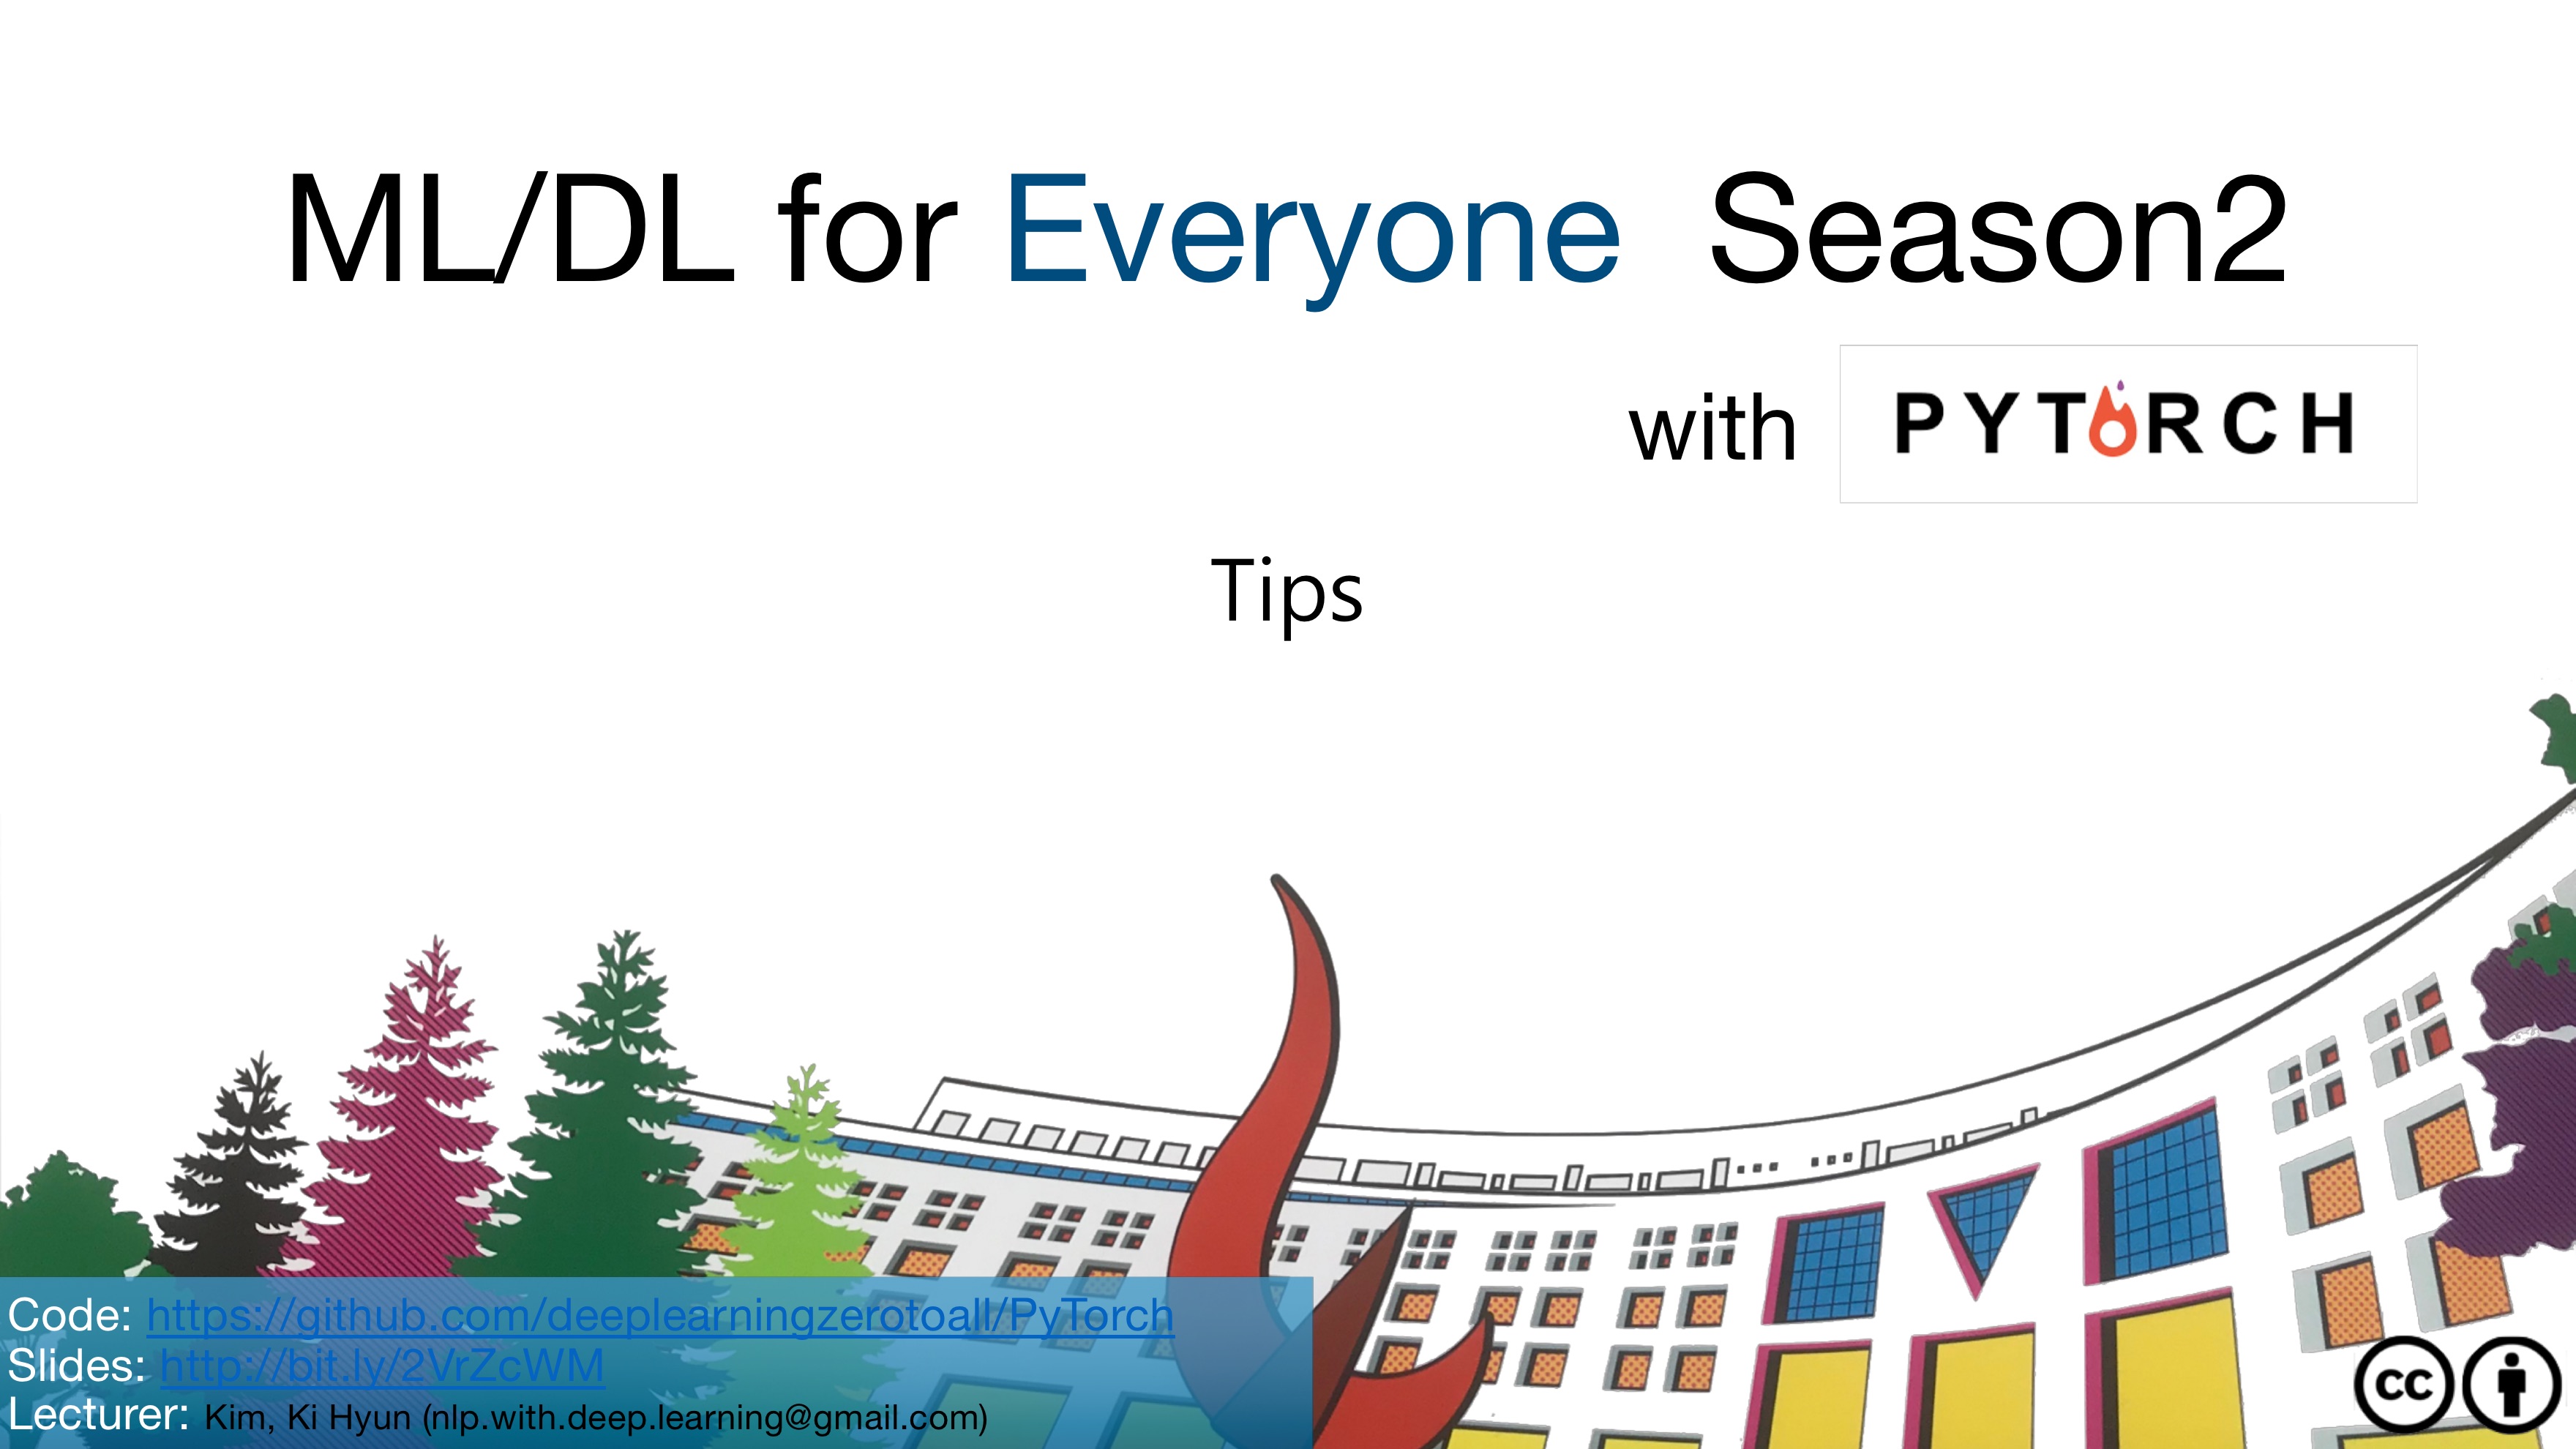 ML/DL for Everyone Season2
with PYTORCH
Tips
Code: https://github.com/deeplearningzerotoall/PyTorch
Slides: http://bit.ly/2VrZcWM
Lecturer: Kim, Ki Hyun (nlp.with.deep.learning@gmail.com)
cc